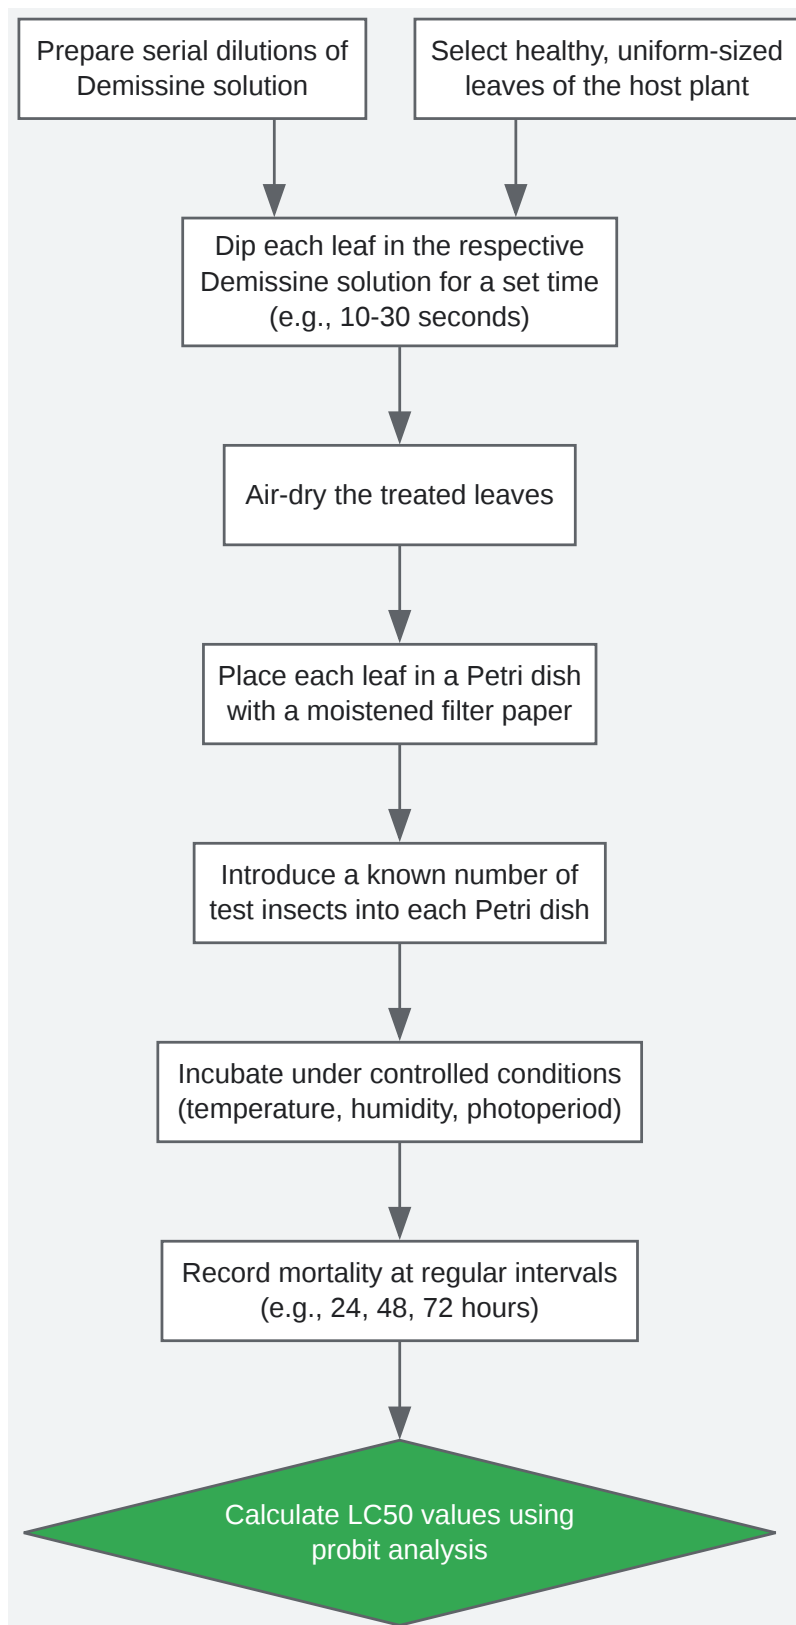 Prepare serial dilutions of
Demissine solution
Select healthy, uniform-sized
leaves of the host plant
Dip each leaf in the respective
Demissine solution for a set time
(e.g., 10-30 seconds)
Air-dry the treated leaves
Place each leaf in a Petri dish
with a moistened filter paper
Introduce a known number of
test insects into each Petri dish
Incubate under controlled conditions
(temperature, humidity, photoperiod)
Record mortality at regular intervals
(e.g., 24, 48, 72 hours)
Calculate LC50 values using
probit analysis